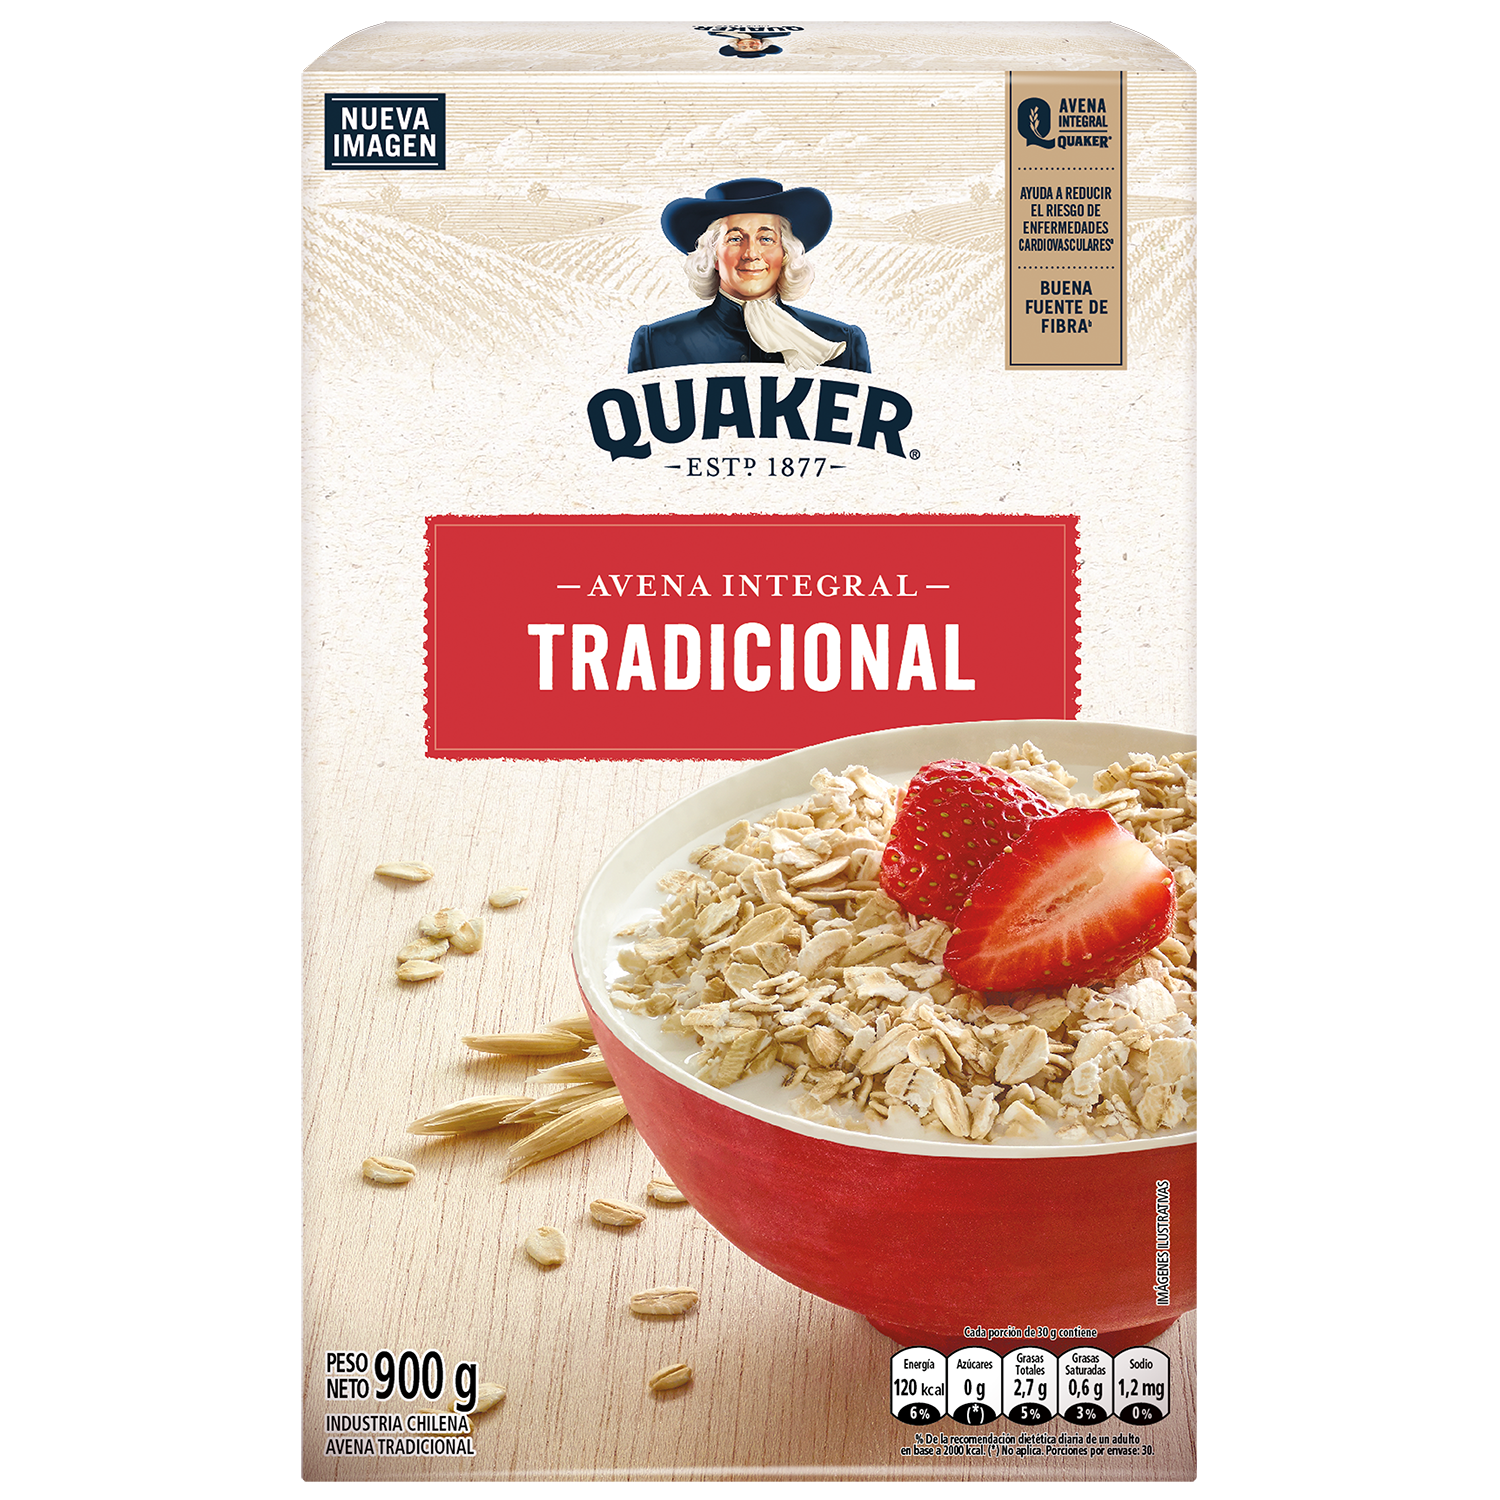 QUAKER
NUEVA
IMAGEN
AVENA
INTEGRAL
QUAKER®
AYUDA A REDUCIR
EL RIESGO DE
ENFERMEDADES
CARDIOVASCULARESª
BUENA
FUENTE DE
FIBRAᵇ
QUAKER®
–ESTᴰ 1877–
– AVENA INTEGRAL –
TRADICIONAL
IMÁGENES ILUSTRATIVAS
PESO
NETO 900 g
INDUSTRIA CHILENA
AVENA TRADICIONAL
Cada porción de 30 g contiene
Energía
120 kcal
6%
Azúcares
0 g
(*)
Grasas
Totales
2,7 g
5%
Grasas
Saturadas
0,6 g
3%
Sodio
1,2 mg
0%
% De la recomendación dietética diaria de un adulto
en base a 2000 kcal. (*) No aplica. Porciones por envase: 30.